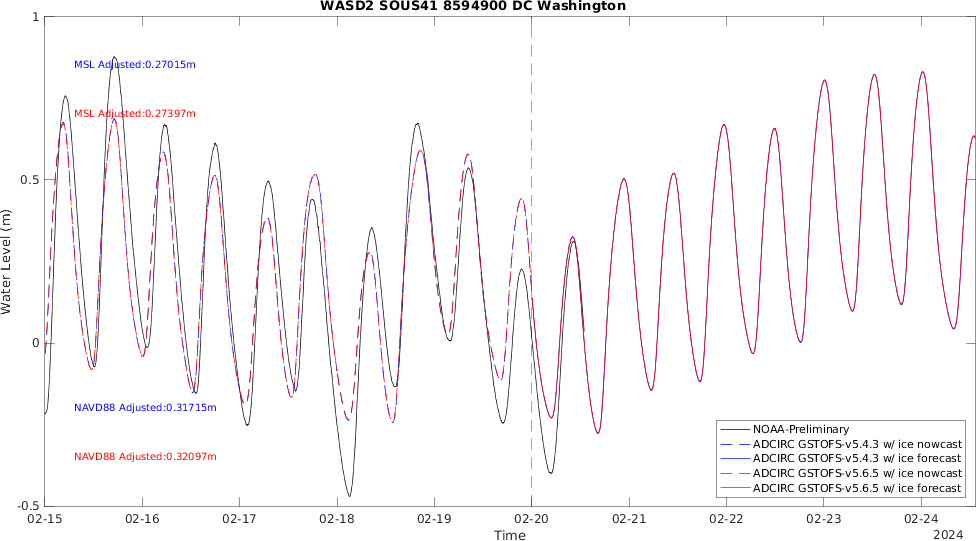 WASD2 SOUS41 8594900 DC Washington
1
0.5
0
-0.5
Water Level (m)
MSL Adjusted:0.27015m
MSL Adjusted:0.27397m
NAVD88 Adjusted:0.31715m
NAVD88 Adjusted:0.32097m
NOAA-Preliminary
ADCIRC GSTOFS-v5.4.3 w/ ice nowcast
ADCIRC GSTOFS-v5.4.3 w/ ice forecast
ADCIRC GSTOFS-v5.6.5 w/ ice nowcast
ADCIRC GSTOFS-v5.6.5 w/ ice forecast
02-15 02-16 02-17 02-18 02-19 02-20 02-21 02-22 02-23 02-24
Time
2024